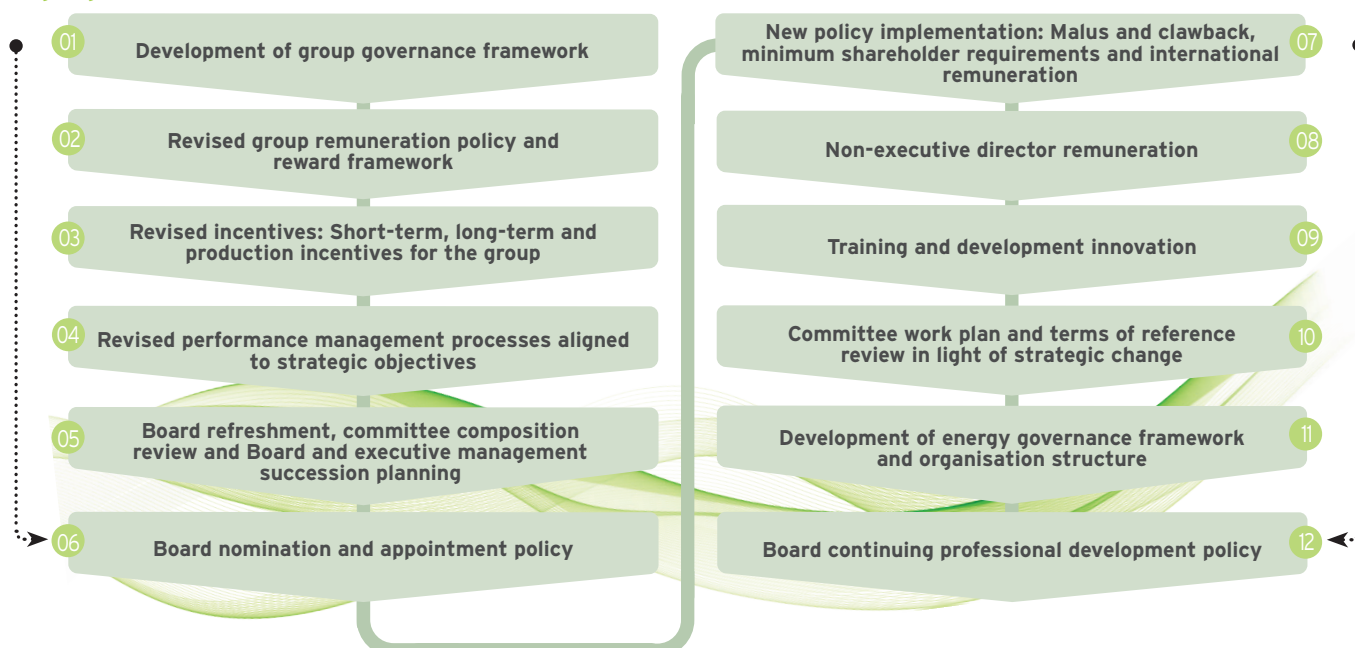 01
Development of group governance framework
02
Revised group remuneration policy and
reward framework
03
Revised incentives: Short-term, long-term and
production incentives for the group
04
Revised performance management processes aligned
to strategic objectives
05
Board refreshment, committee composition
review and Board and executive management
succession planning
06
Board nomination and appointment policy
New policy implementation: Malus and clawback,
minimum shareholder requirements and international
remuneration
07
Non-executive director remuneration
08
Training and development innovation
09
Committee work plan and terms of reference
review in light of strategic change
10
Development of energy governance framework
and organisation structure
11
Board continuing professional development policy
12